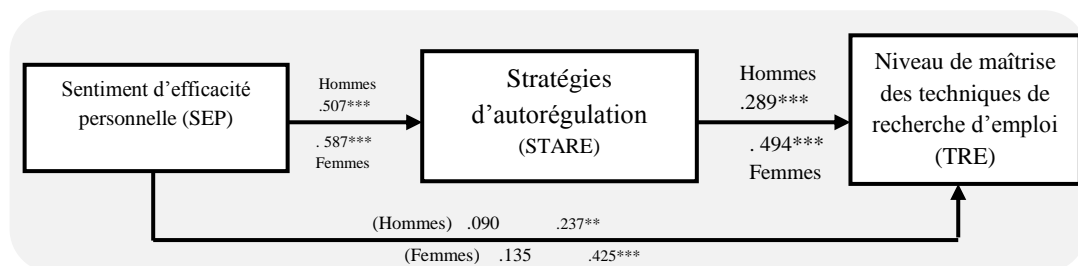 Sentiment d’efficacité
personnelle (SEP)
Hommes
.507***
. 587***
Femmes
Stratégies
d’autorégulation
(STARE)
Hommes
.289***
. 494***
Femmes
Niveau de maîtrise
des techniques de
recherche d’emploi
(TRE)
(Hommes) .090 .237**
(Femmes) .135 .425***